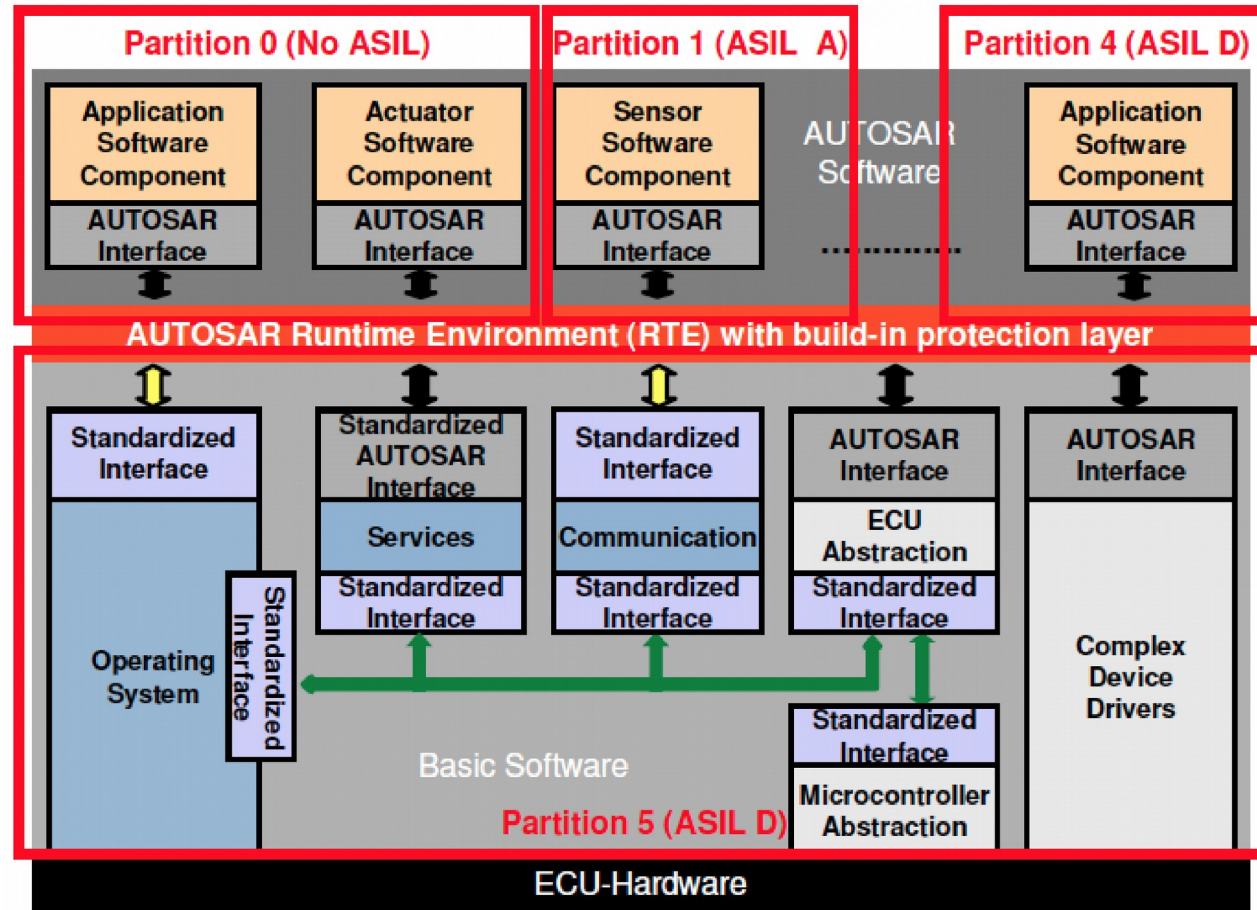 Partition 0 (No ASIL)
Partition 1 (ASIL A)
Partition 4 (ASIL D)
Application
Software
Component
AUTOSAR
Interface
Actuator
Software
Component
AUTOSAR
Interface
Sensor
Software
Component
AUTOSAR
Interface
AUTOSAR
Software
..............
Application
Software
Component
AUTOSAR
Interface
AUTOSAR Runtime Environment (RTE) with build-in protection layer
Standardized
Interface
Operating
System
Standardized
Interface
Standardized
AUTOSAR
Interface
Services
Standardized
Interface
Standardized
Interface
Communication
Standardized
Interface
AUTOSAR
Interface
ECU
Abstraction
Standardized
Interface
Standardized
Interface
Microcontroller
Abstraction
AUTOSAR
Interface
Complex
Device
Drivers
Basic Software
Partition 5 (ASIL D)
ECU-Hardware